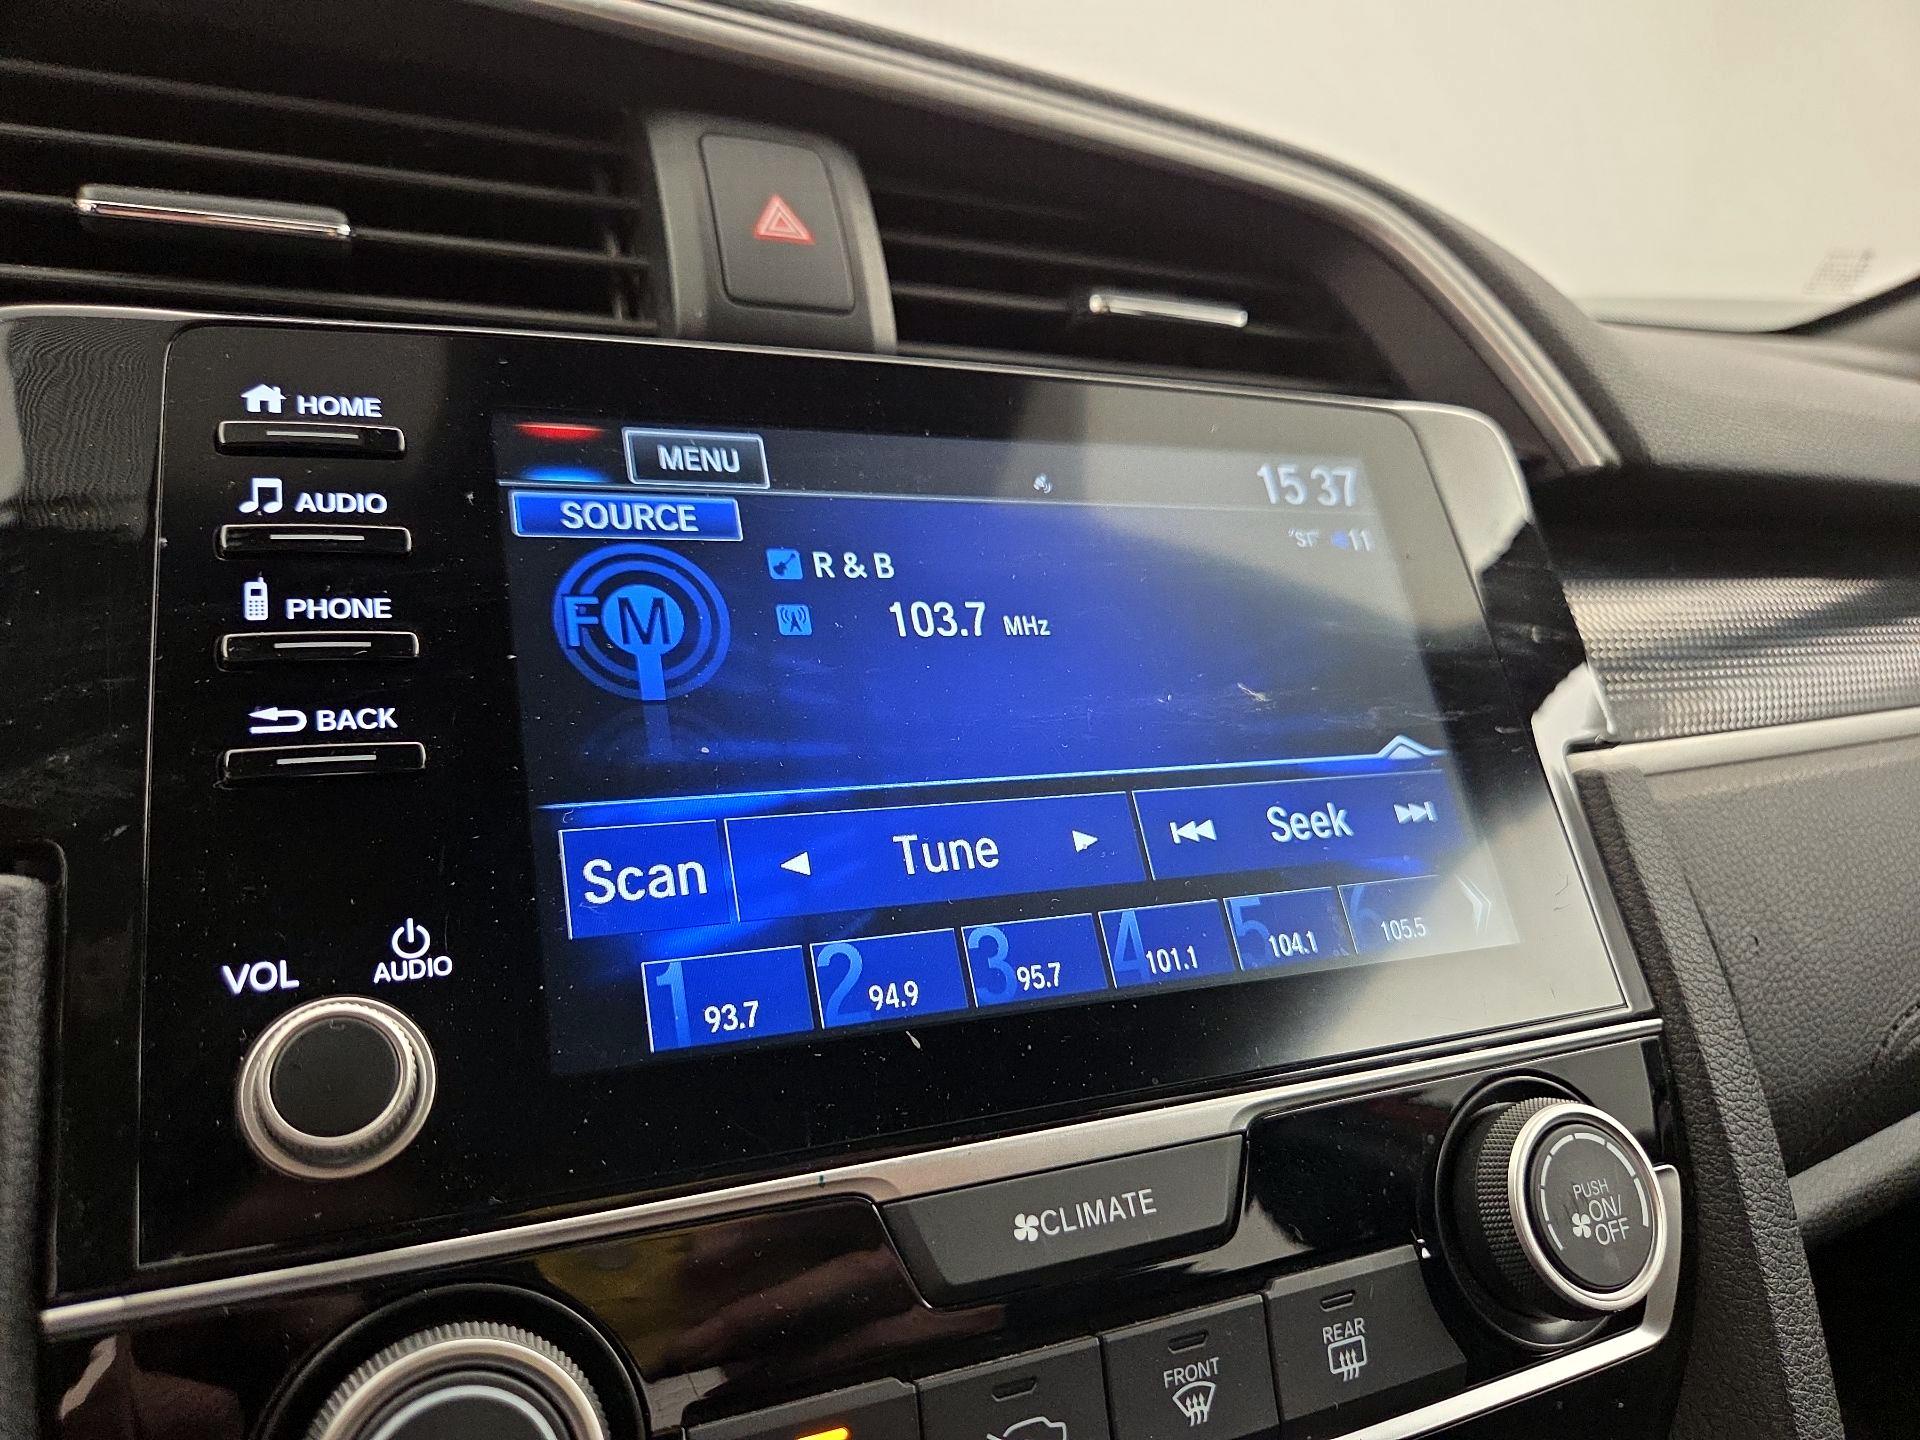 HOME
AUDIO
PHONE
BACK
VOL
AUDIO
MENU
15 37
SOURCE
"ST" 11
FM
R & B
103.7 MHz
Scan
Tune
Seek
1 93.7
2 94.9
3 95.7
4 101.1
5 104.1
6 105.5
CLIMATE
PUSH
ON/
OFF
FRONT
REAR